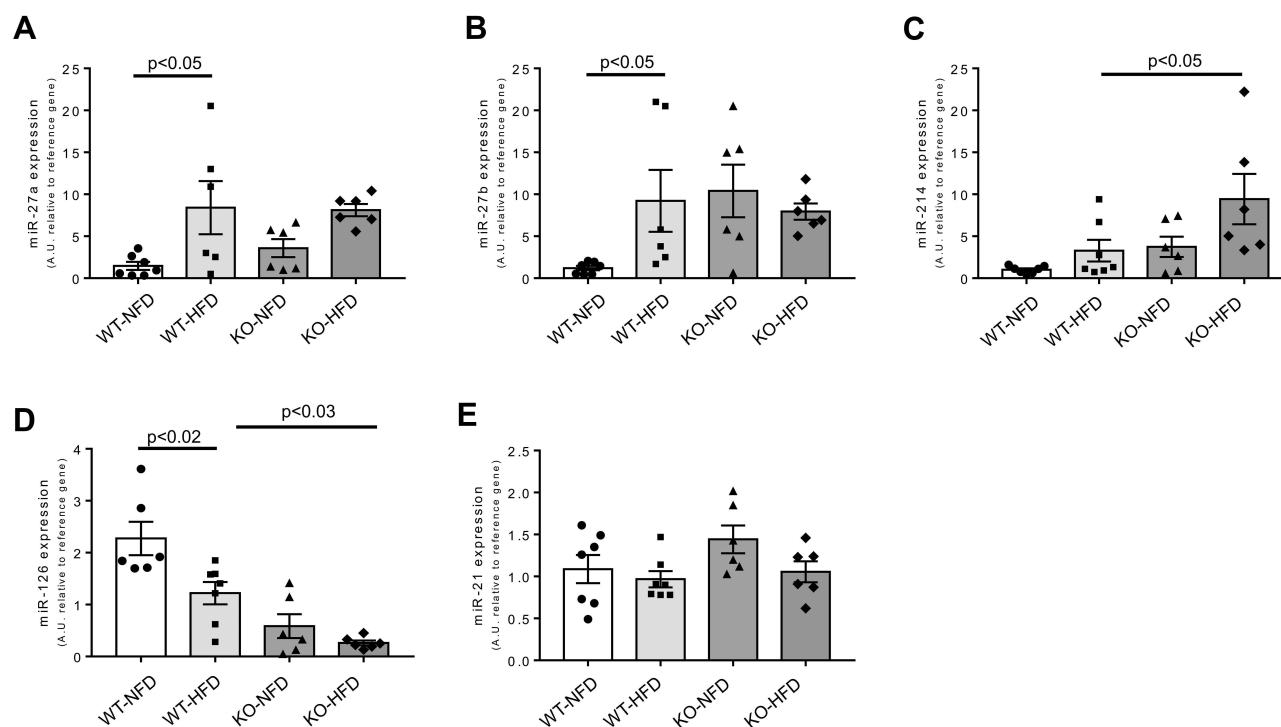 A
p<0.05
miR-27a expression
(A.U. relative to reference gene)
25
20
15
10
5
0
WT-NFD
WT-HFD
KO-NFD
KO-HFD
B
p<0.05
miR-27b expression
(A.U. relative to reference gene)
25
20
15
10
5
0
WT-NFD
WT-HFD
KO-NFD
KO-HFD
C
p<0.05
miR-214 expression
(A.U. relative to reference gene)
25
20
15
10
5
0
WT-NFD
WT-HFD
KO-NFD
KO-HFD
D
p<0.02
p<0.03
miR-126 expression
(A.U. relative to reference gene)
4
3
2
1
0
WT-NFD
WT-HFD
KO-NFD
KO-HFD
E
miR-21 expression
(A.U. relative to reference gene)
2.5
2.0
1.5
1.0
0.5
0.0
WT-NFD
WT-HFD
KO-NFD
KO-HFD